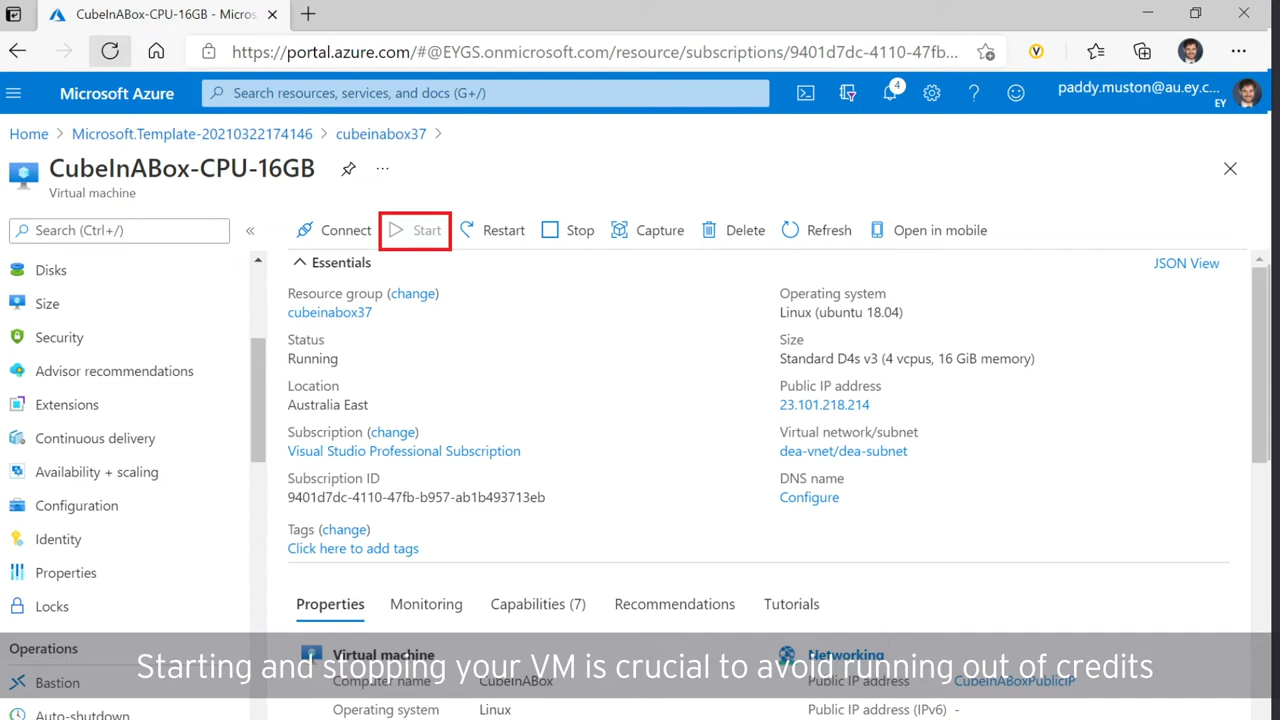 CubeInABox-CPU-16GB - Micros
https://portal.azure.com/#@EYGS.onmicrosoft.com/resource/subscriptions/9401d7dc-4110-47fb...
Microsoft Azure
Search resources, services, and docs (G+/)
4
paddy.muston@au.ey.c...
EY
Home > Microsoft.Template-20210322174146 > cubeinabox37 >
CubeInABox-CPU-16GB
Virtual machine
Search (Ctrl+/)
«
Connect
Start
Restart
Stop
Capture
Delete
Refresh
Open in mobile
Disks
Size
Security
Advisor recommendations
Extensions
Continuous delivery
Availability + scaling
Configuration
Identity
Properties
Locks
Operations
Bastion
Auto-shutdown
Essentials
JSON View
Resource group (change)
cubeinabox37
Status
Running
Location
Australia East
Subscription (change)
Visual Studio Professional Subscription
Subscription ID
9401d7dc-4110-47fb-b957-ab1b493713eb
Tags (change)
Click here to add tags
Operating system
Linux (ubuntu 18.04)
Size
Standard D4s v3 (4 vcpus, 16 GiB memory)
Public IP address
23.101.218.214
Virtual network/subnet
dea-vnet/dea-subnet
DNS name
Configure
Properties
Monitoring
Capabilities (7)
Recommendations
Tutorials
Virtual machine
Computer name CubeInABox
Operating system Linux
Networking
Public IP address CubeInABoxPublicIP
Public IP address (IPv6) -
Starting and stopping your VM is crucial to avoid running out of credits